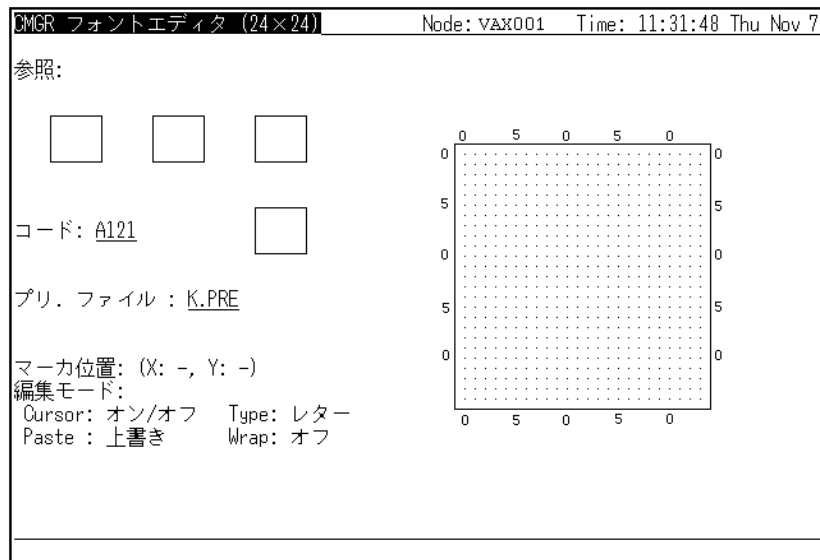 CMGR フォントエディタ (24×24) Node: VAX001 Time: 11:31:48 Thu Nov 7
参照:
0 5 0 5 0
0 0
5 5
コード: A121
0 0
プリ. ファイル : K.PRE
5 5
0 0
マーカ位置: (X: -, Y: -)
編集モード:
Cursor: オン/オフ Type: レター
0 5 0 5 0
Paste : 上書き Wrap: オフ